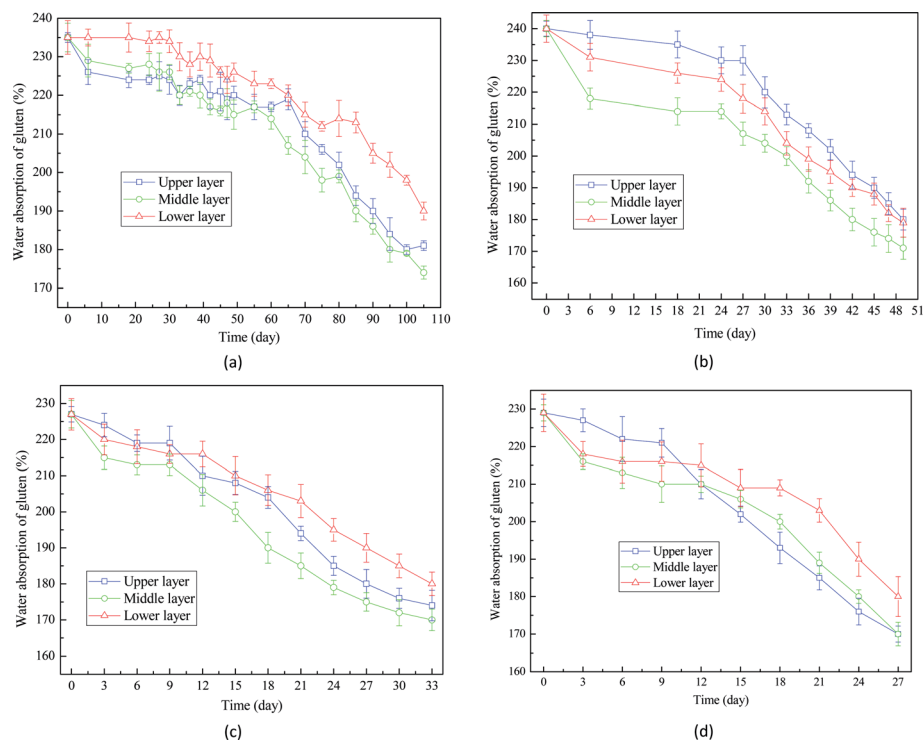 240
230
220
210
200
190
180
170
Water absorption of gluten (%)
Upper layer
Middle layer
Lower layer
0 10 20 30 40 50 60 70 80 90 100 110
Time (day)
(a)
240
230
220
210
200
190
180
170
160
Water absorption of gluten (%)
Upper layer
Middle layer
Lower layer
0 3 6 9 12 15 18 21 24 27 30 33 36 39 42 45 48 51
Time (day)
(b)
230
220
210
200
190
180
170
160
Water absorption of gluten (%)
Upper layer
Middle layer
Lower layer
0 3 6 9 12 15 18 21 24 27 30 33
Time (day)
(c)
230
220
210
200
190
180
170
160
Water absorption of gluten (%)
Upper layer
Middle layer
Lower layer
0 3 6 9 12 15 18 21 24 27
Time (day)
(d)